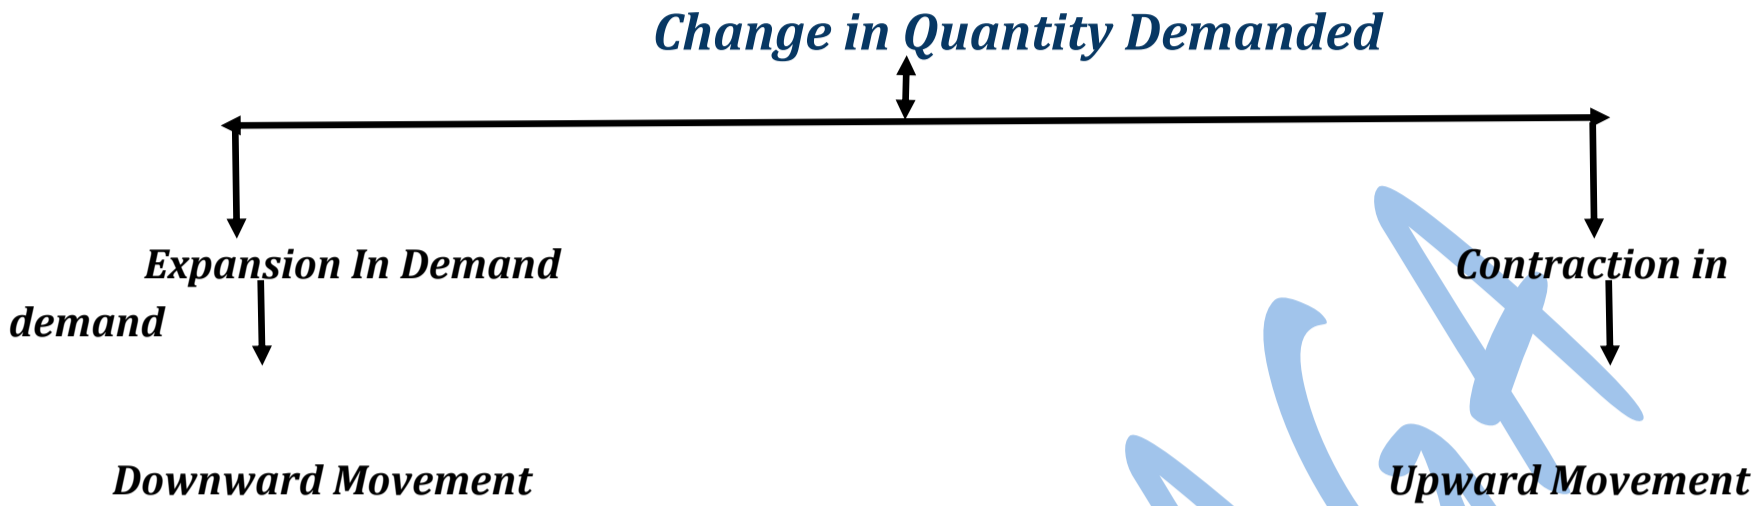 Change in Quantity Demanded
Expansion In Demand Contraction in
demand
Downward Movement Upward Movement